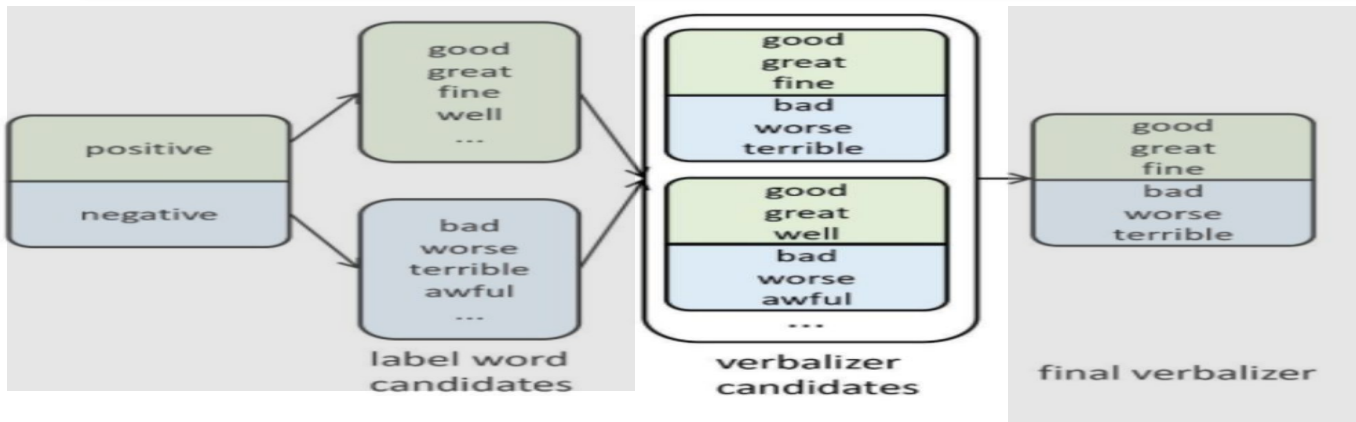 positive
negative
good
great
fine
well
...
bad
worse
terrible
awful
...
label word
candidates
good
great
fine
bad
worse
terrible
good
great
well
bad
worse
awful
...
verbalizer
candidates
good
great
fine
bad
worse
terrible
final verbalizer